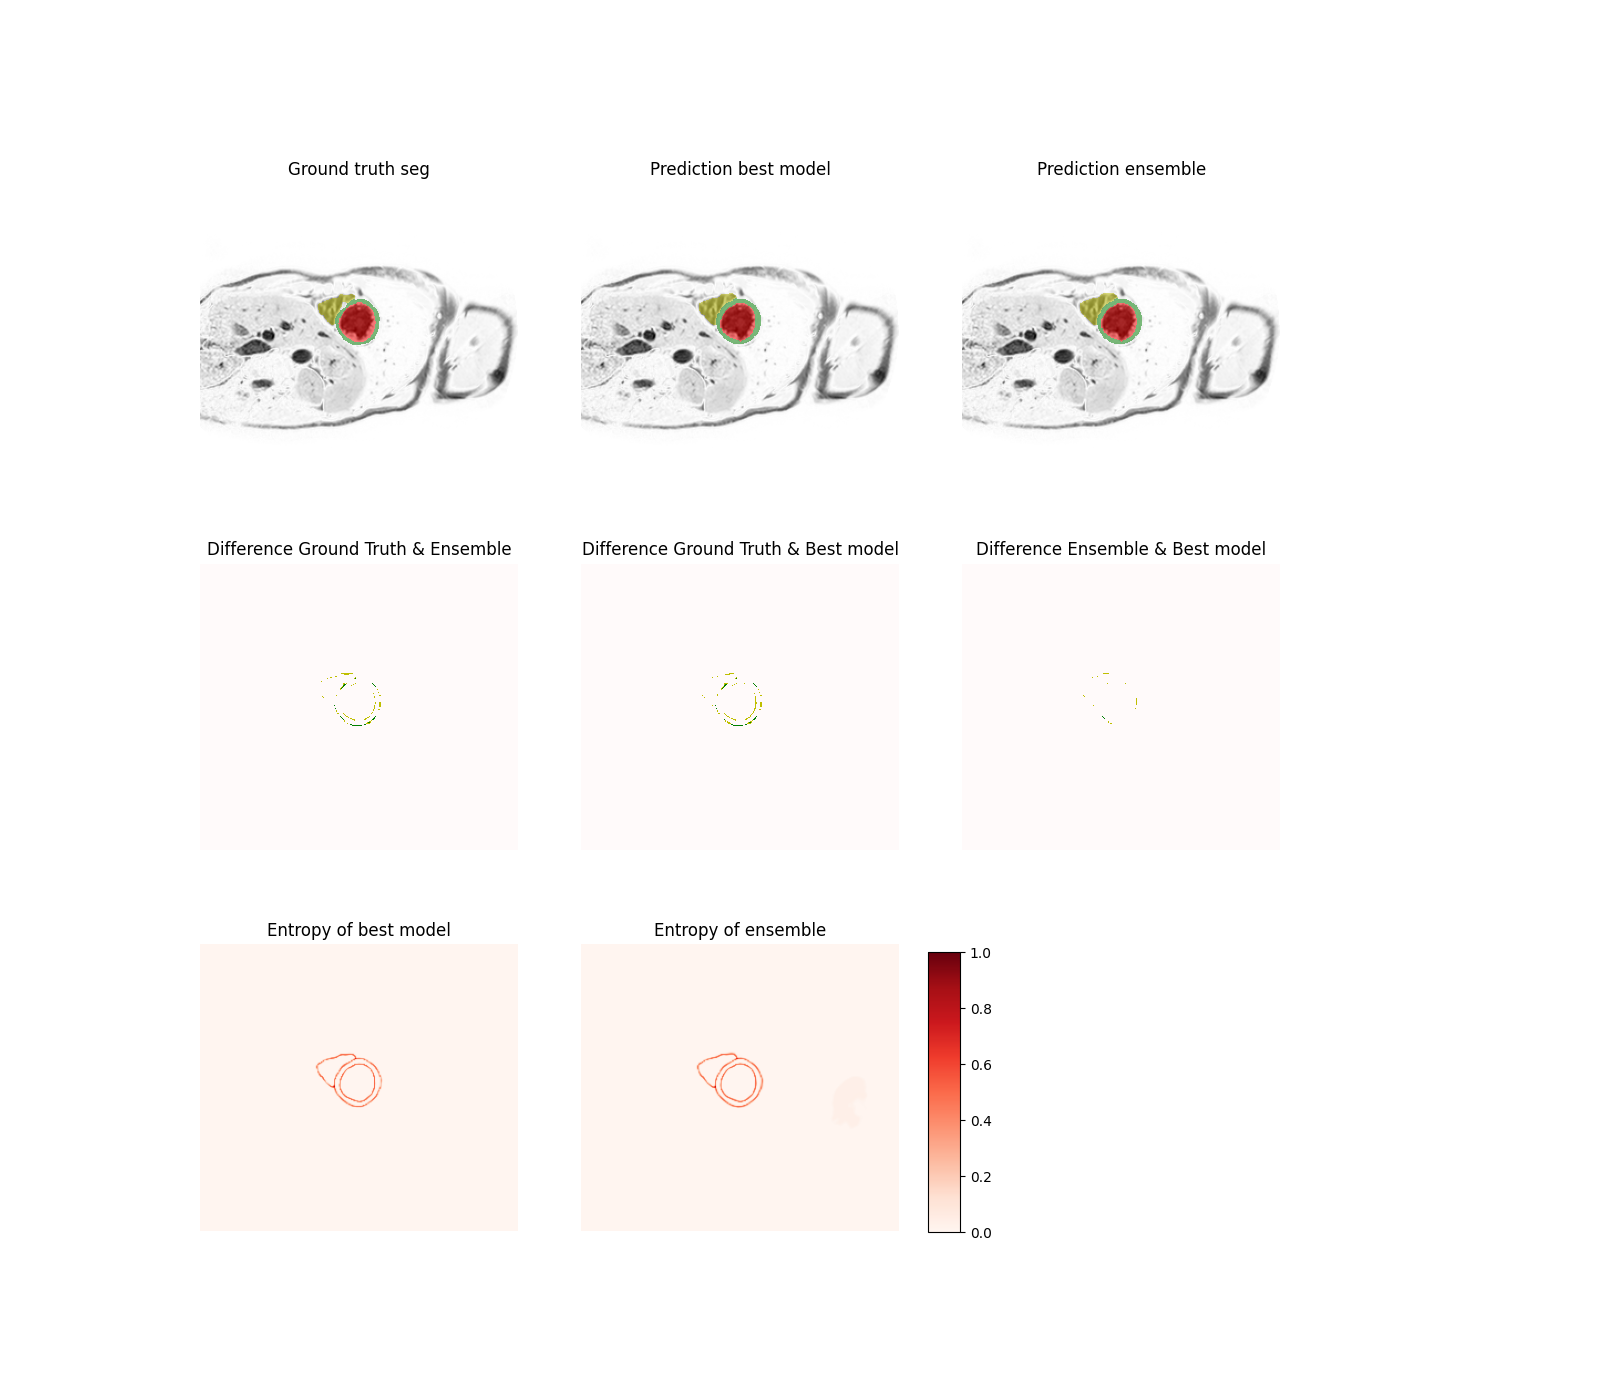 Ground truth seg
Prediction best model
Prediction ensemble
Difference Ground Truth & Ensemble
Difference Ground Truth & Best model
Difference Ensemble & Best model
Entropy of best model
Entropy of ensemble
1.0
0.8
0.6
0.4
0.2
0.0